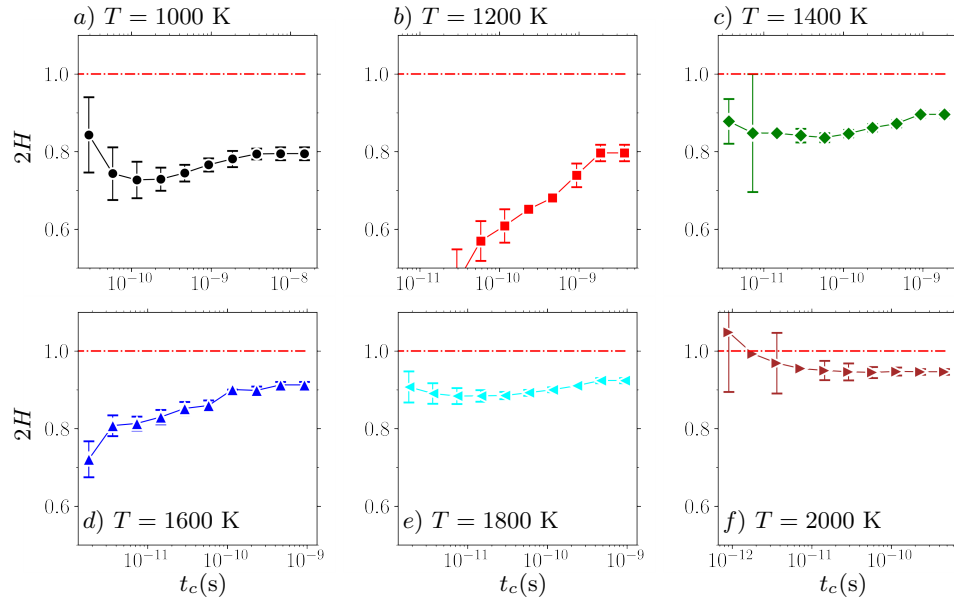 a) T = 1000 K
b) T = 1200 K
c) T = 1400 K
2H
1.0
0.8
0.6
10⁻¹⁰ 10⁻⁹ 10⁻⁸
10⁻¹¹ 10⁻¹⁰ 10⁻⁹
10⁻¹¹ 10⁻¹⁰ 10⁻⁹
2H
1.0
0.8
0.6
d) T = 1600 K
e) T = 1800 K
f) T = 2000 K
10⁻¹¹ 10⁻¹⁰ 10⁻⁹
10⁻¹¹ 10⁻¹⁰ 10⁻⁹
10⁻¹² 10⁻¹¹ 10⁻¹⁰
t_c(s)
t_c(s)
t_c(s)